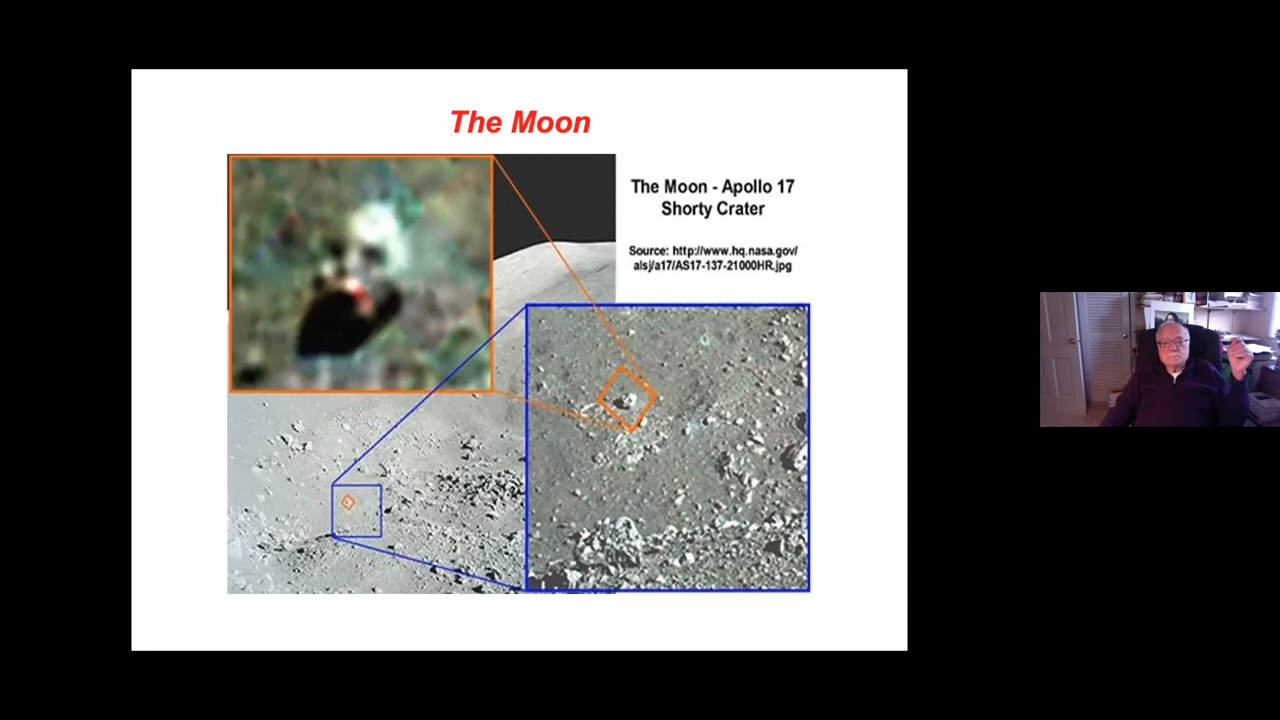 The Moon
The Moon - Apollo 17
Shorty Crater
Source: http://www.hq.nasa.gov/
alsj/a17/AS17-137-21000HR.jpg